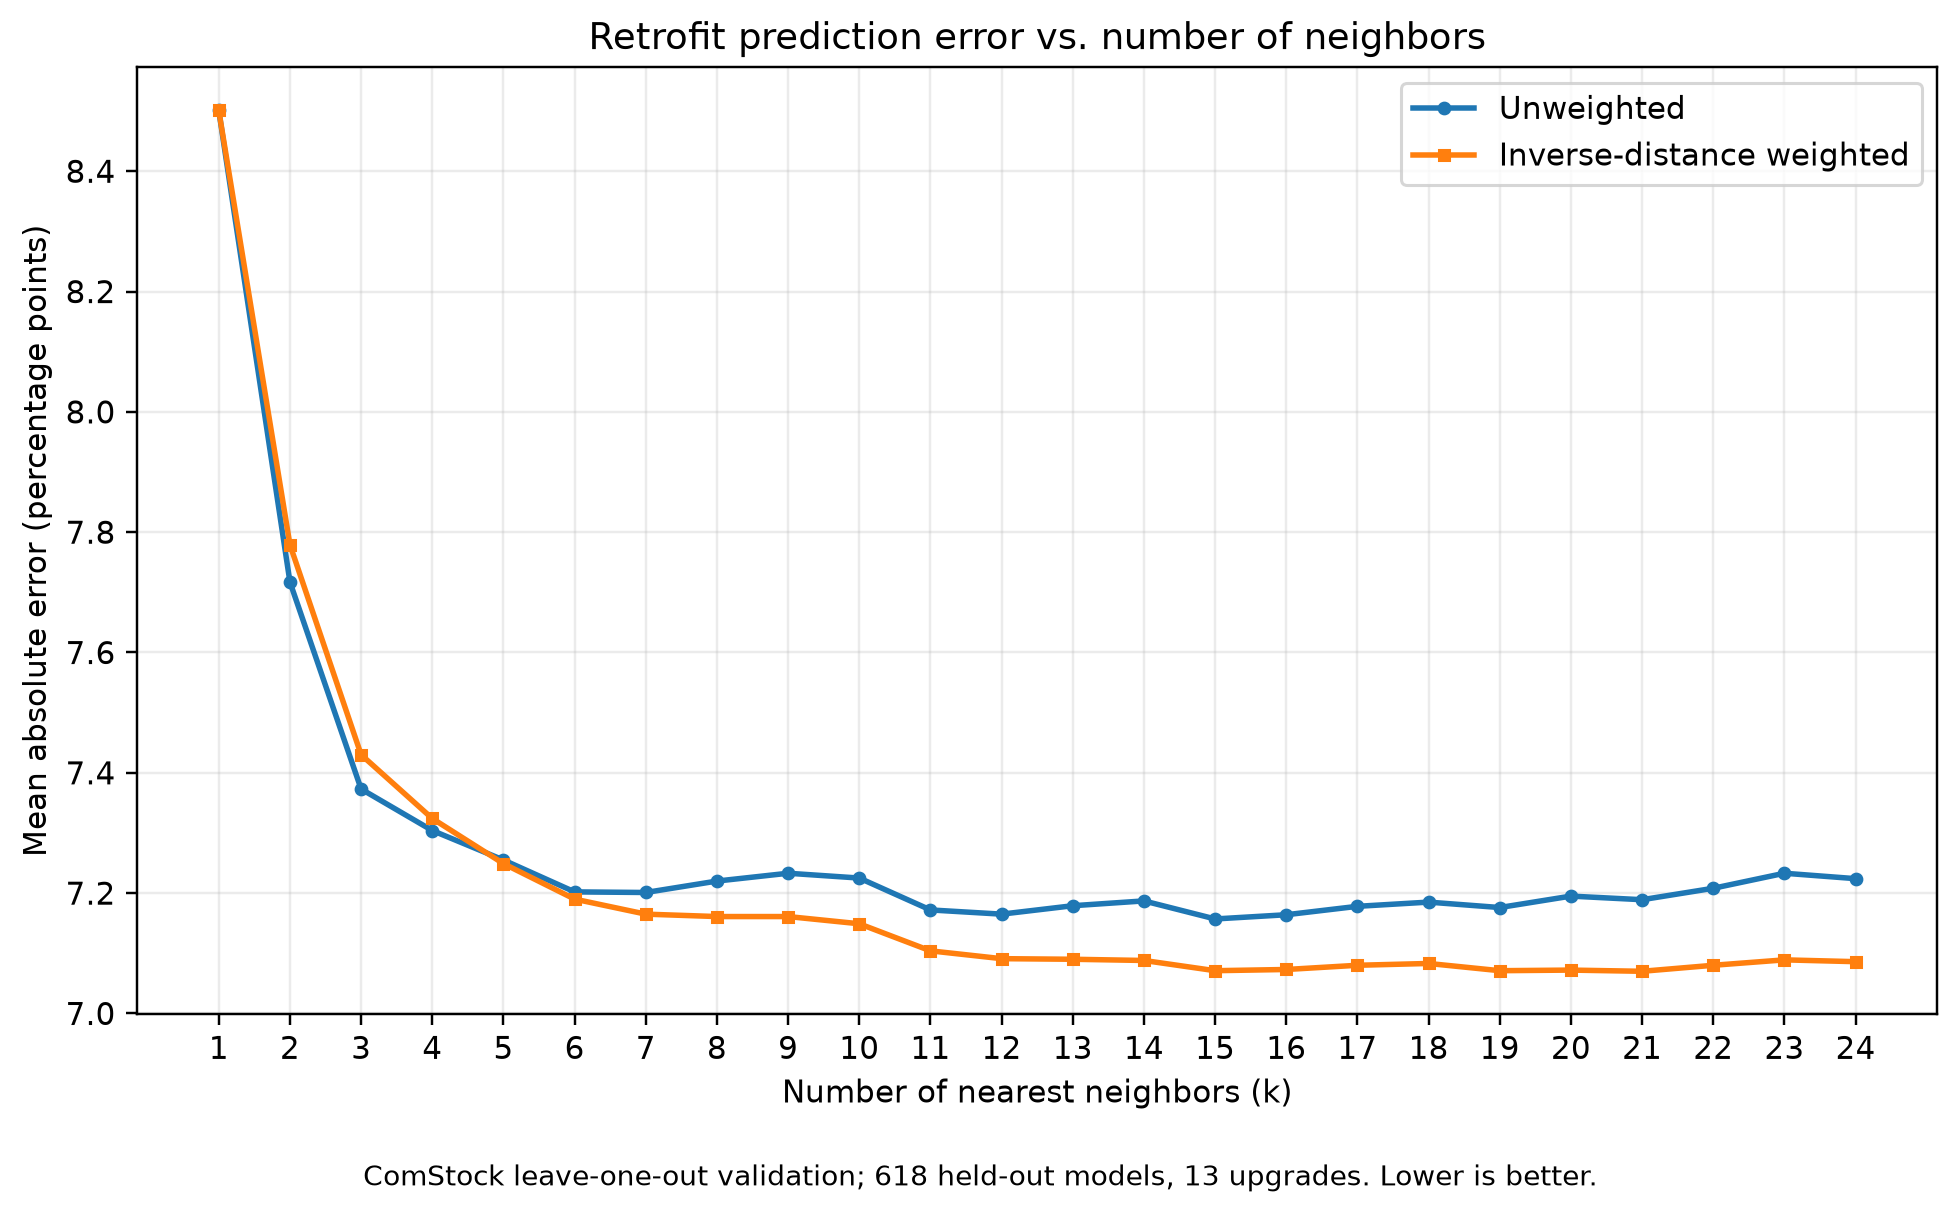 Retrofit prediction error vs. number of neighbors
Unweighted
Inverse-distance weighted
Mean absolute error (percentage points)
8.4
8.2
8.0
7.8
7.6
7.4
7.2
7.0
1 2 3 4 5 6 7 8 9 10 11 12 13 14 15 16 17 18 19 20 21 22 23 24
Number of nearest neighbors (k)
ComStock leave-one-out validation; 618 held-out models, 13 upgrades. Lower is better.